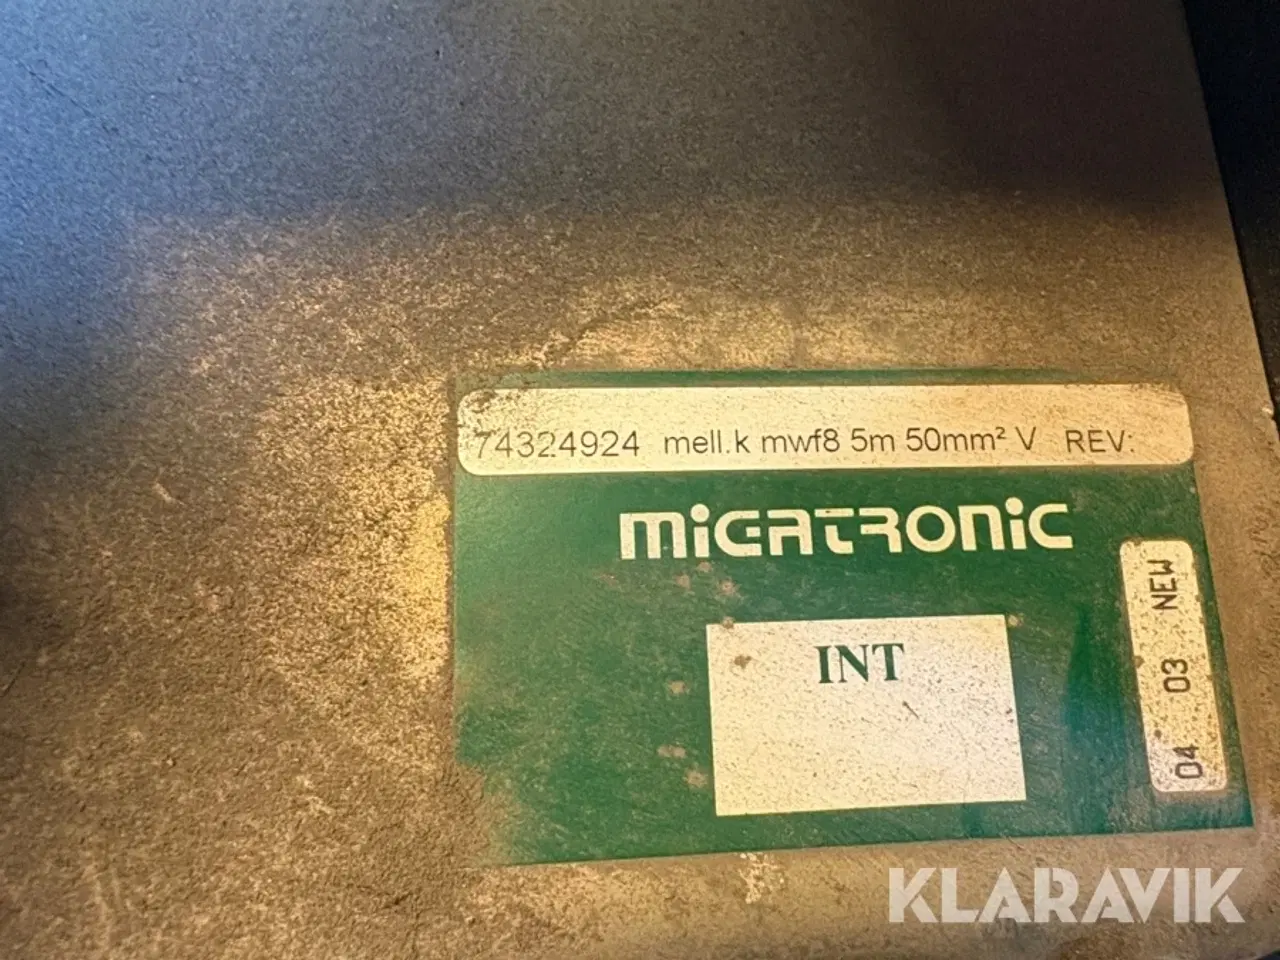 74324924 mell.k mwf8 5m 50mm² V REV:
MIGATRONIC
INT
04 03 NEW
KLARAVIK